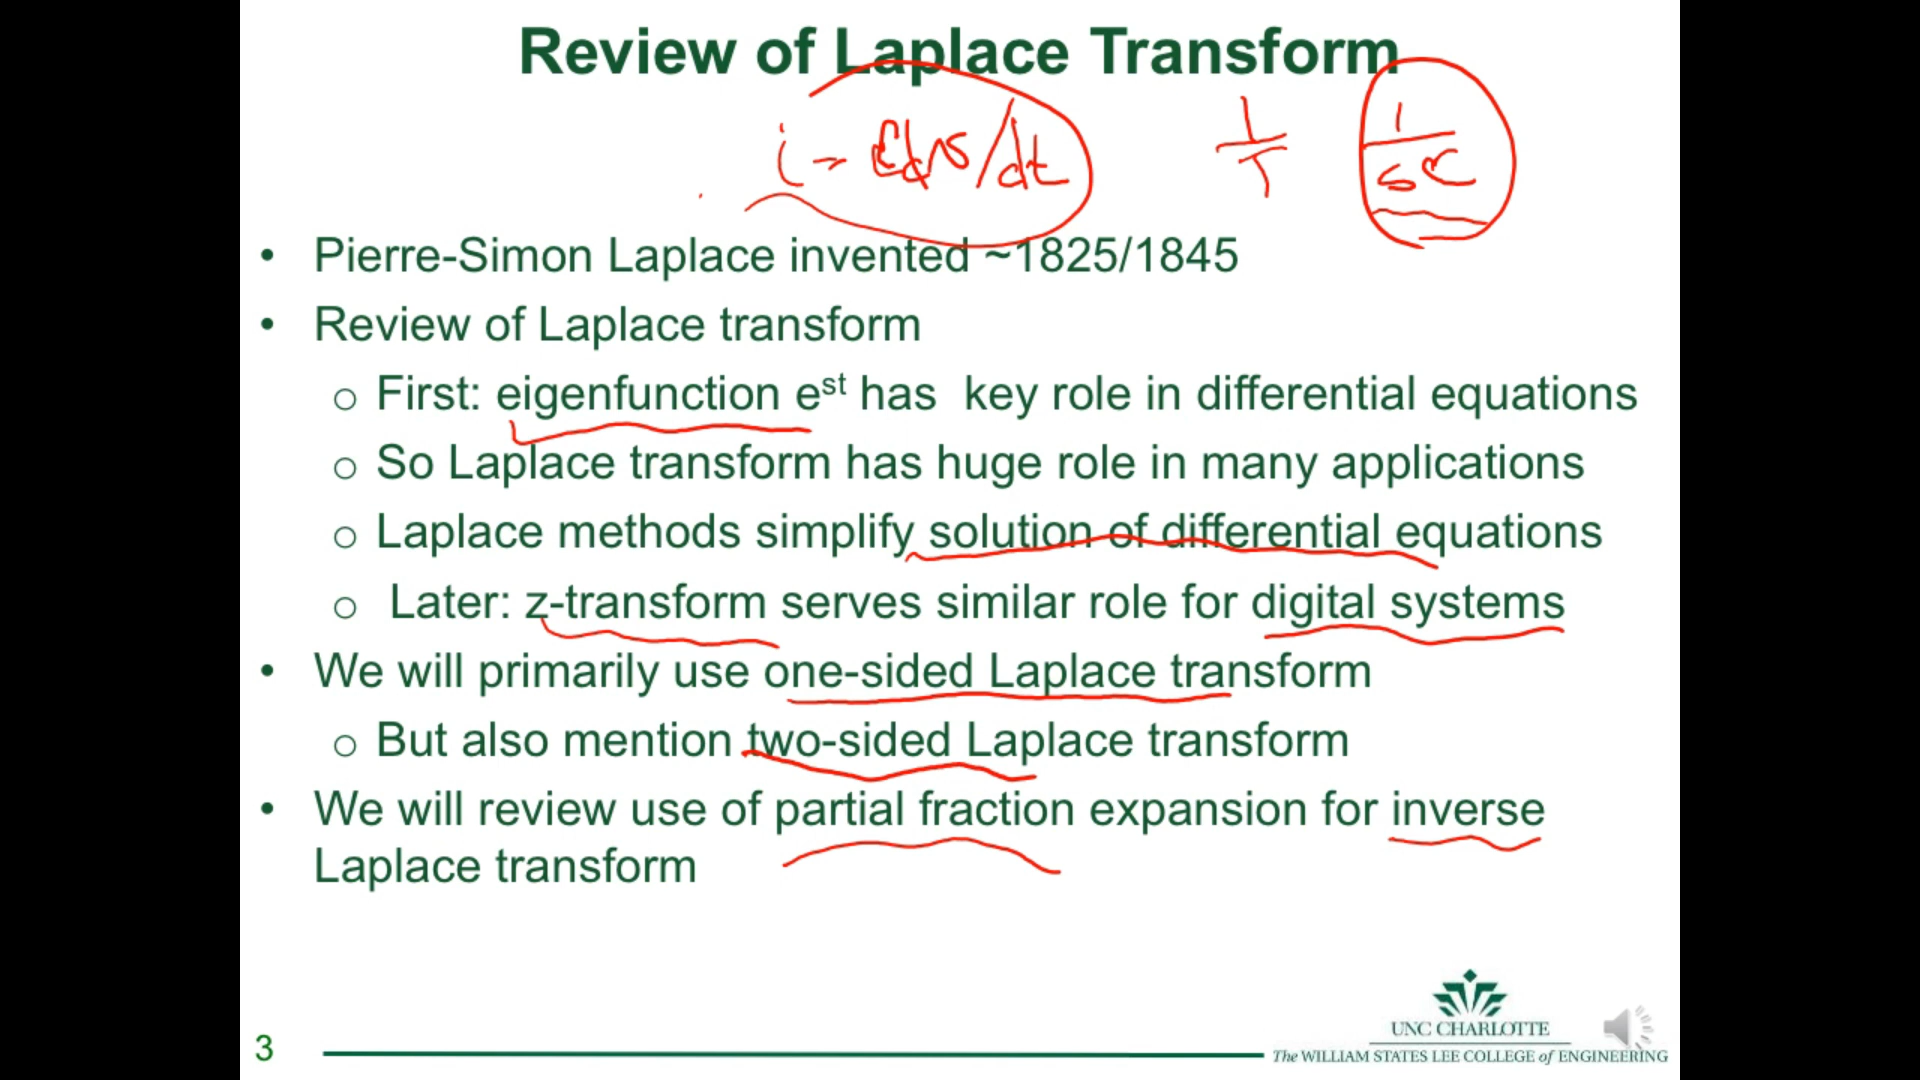 Review of Laplace Transform
i = C dv/dt 1/T 1/sC
• Pierre-Simon Laplace invented ~1825/1845
• Review of Laplace transform
o First: eigenfunction e^st has key role in differential equations
o So Laplace transform has huge role in many applications
o Laplace methods simplify solution of differential equations
o Later: z-transform serves similar role for digital systems
• We will primarily use one-sided Laplace transform
o But also mention two-sided Laplace transform
• We will review use of partial fraction expansion for inverse
Laplace transform
3
UNC CHARLOTTE
The WILLIAM STATES LEE COLLEGE of ENGINEERING